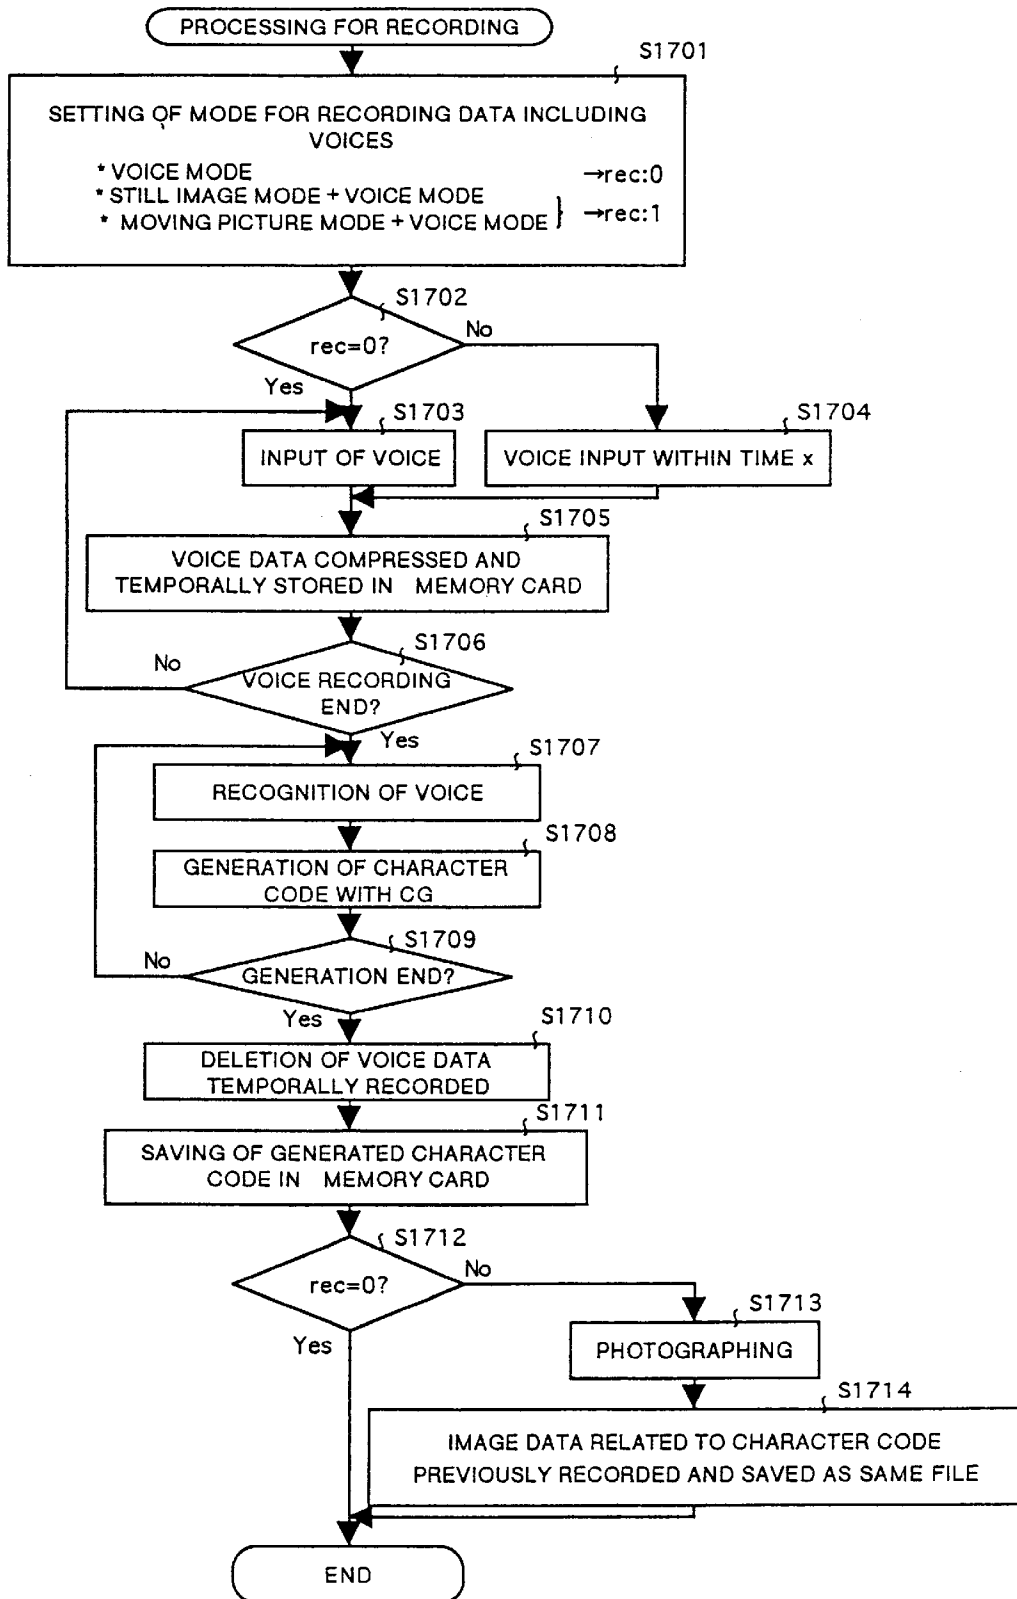 PROCESSING FOR RECORDING
S1701
SETTING OF MODE FOR RECORDING DATA INCLUDING
VOICES
* VOICE MODE →rec:0
* STILL IMAGE MODE + VOICE MODE
* MOVING PICTURE MODE + VOICE MODE } →rec:1
S1702
rec=0?
No
Yes
S1703
INPUT OF VOICE
S1704
VOICE INPUT WITHIN TIME x
S1705
VOICE DATA COMPRESSED AND
TEMPORALLY STORED IN MEMORY CARD
S1706
No
VOICE RECORDING
END?
Yes
S1707
RECOGNITION OF VOICE
S1708
GENERATION OF CHARACTER
CODE WITH CG
S1709
No
GENERATION END?
Yes
S1710
DELETION OF VOICE DATA
TEMPORALLY RECORDED
S1711
SAVING OF GENERATED CHARACTER
CODE IN MEMORY CARD
S1712
rec=0?
No
Yes
S1713
PHOTOGRAPHING
S1714
IMAGE DATA RELATED TO CHARACTER CODE
PREVIOUSLY RECORDED AND SAVED AS SAME FILE
END